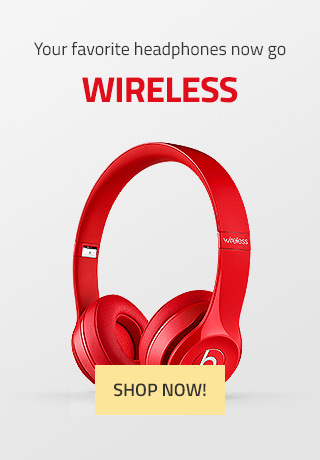 Your favorite headphones now go
WIRELESS
wireless
b
SHOP NOW!